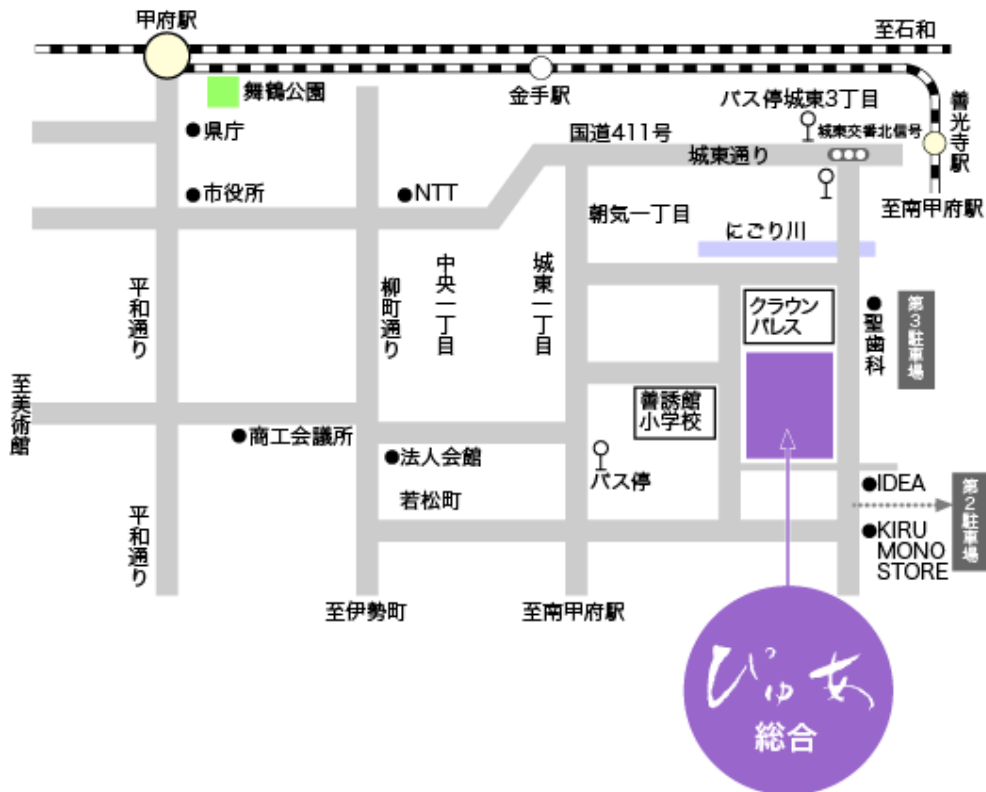 甲府駅
至石和
舞鶴公園
金手駅
バス停城東3丁目
善光寺駅
県庁
国道411号
城東交番北信号
城東通り
市役所
NTT
朝気一丁目
至南甲府駅
にごり川
平和通り
柳町通り
中央一丁目
城東一丁目
クラウン
パレス
聖歯科
第3駐車場
至美術館
善誘館
小学校
商工会議所
法人会館
バス停
若松町
IDEA
第2駐車場
平和通り
KIRU
MONO
STORE
至伊勢町
至南甲府駅
ぴゅあ
総合